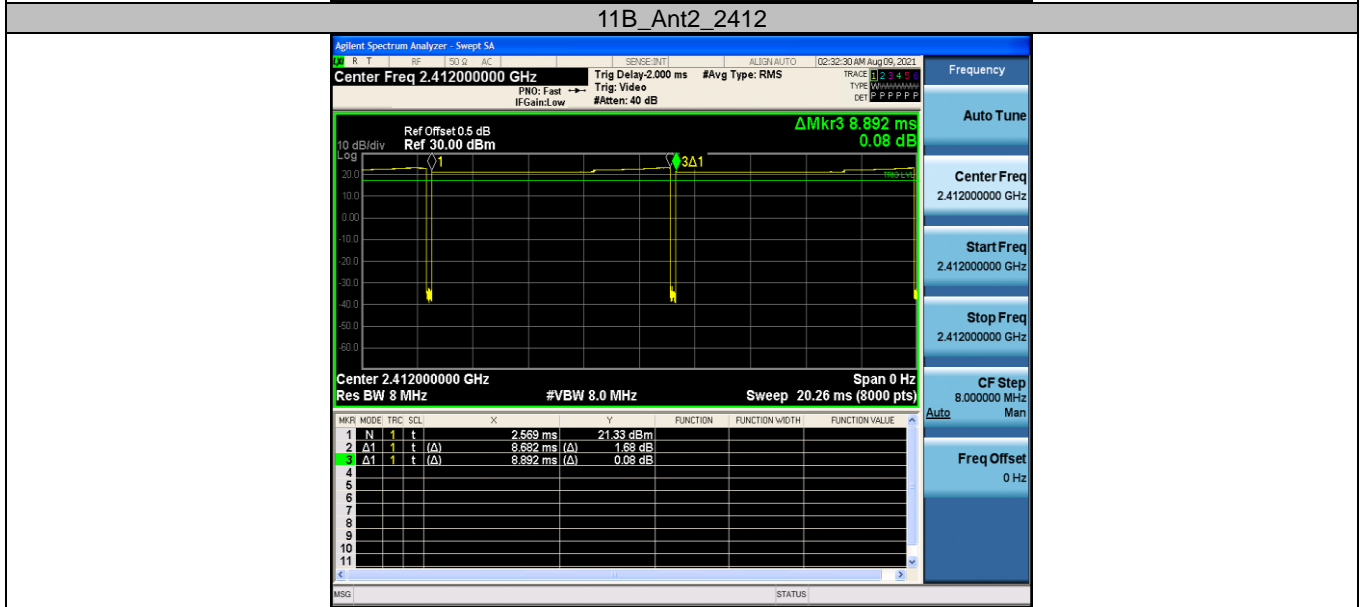 11B_Ant2_2412
Agilent Spectrum Analyzer - Swept SA
R T RF 50 Ω AC SENSE:INT ALIGN AUTO 02:32:30 AM Aug 09, 2021
Center Freq 2.412000000 GHz Trig Delay-2.000 ms #Avg Type: RMS TRACE 1 2 3 4 5 6
PNO: Fast Trig: Video TYPE WWWWWW
IFGain:Low #Atten: 40 dB DET P P P P P P
Frequency
Auto Tune
Center Freq
2.412000000 GHz
Start Freq
2.412000000 GHz
Stop Freq
2.412000000 GHz
CF Step
8.000000 MHz
Auto Man
Freq Offset
0 Hz
ΔMkr3 8.892 ms
0.08 dB
Ref Offset 0.5 dB
10 dB/div Ref 30.00 dBm
Log
1 3Δ1
20.0 TRIG LVL
10.0
0.00
-10.0
-20.0
-30.0
-40.0
-50.0
-60.0
Center 2.412000000 GHz Span 0 Hz
Res BW 8 MHz #VBW 8.0 MHz Sweep 20.26 ms (8000 pts)
MKR MODE TRC SCL X Y FUNCTION FUNCTION WIDTH FUNCTION VALUE
1 N 1 t 2.569 ms 21.33 dBm
2 Δ1 1 t (Δ) 8.682 ms (Δ) 1.68 dB
3 Δ1 1 t (Δ) 8.892 ms (Δ) 0.08 dB
4
5
6
7
8
9
10
11
MSG STATUS